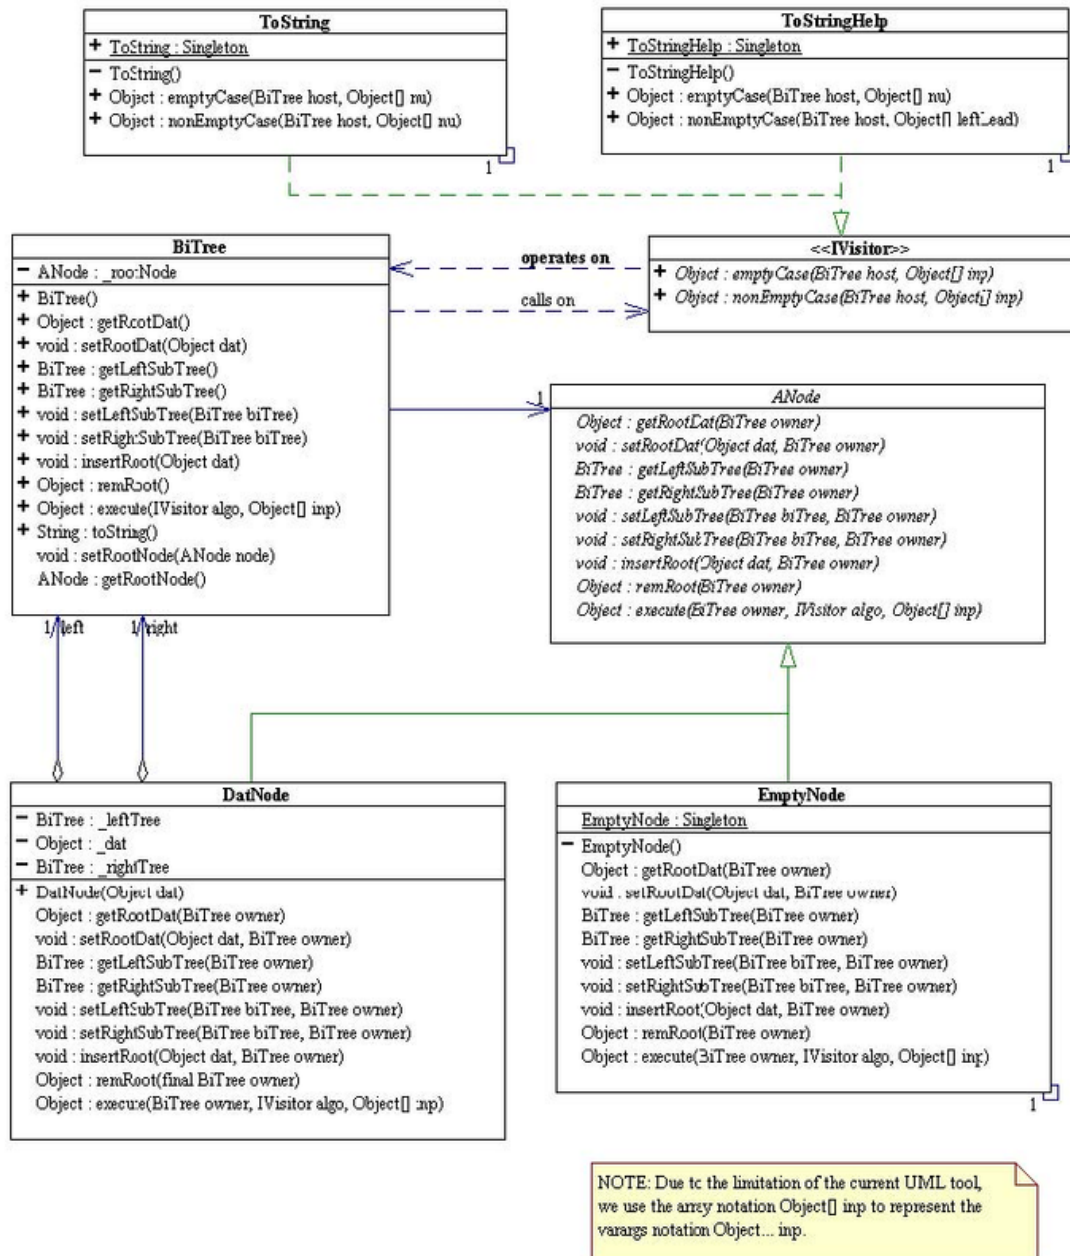 ToString
+ ToString : Singleton
− ToString()
+ Object : emptyCase(BiTree host, Object[] nu)
+ Object : nonEmptyCase(BiTree host, Object[] nu)
1
ToStringHelp
+ ToStringHelp : Singleton
− ToStringHelp()
+ Object : emptyCase(BiTree host, Object[] nu)
+ Object : nonEmptyCase(BiTree host, Object[] leftLead)
1
BiTree
− ANode : _rootNode
+ BiTree()
+ Object : getRootDat()
+ void : setRootDat(Object dat)
+ BiTree : getLeftSubTree()
+ BiTree : getRightSubTree()
+ void : setLeftSubTree(BiTree biTree)
+ void : setRightSubTree(BiTree biTree)
+ void : insertRoot(Object dat)
+ Object : remRoot()
+ Object : execute(IVisitor algo, Object[] inp)
+ String : toString()
void : setRootNode(ANode node)
ANode : getRootNode()
operates on
calls on
<<IVisitor>>
+ Object : emptyCase(BiTree host, Object[] inp)
+ Object : nonEmptyCase(BiTree host, Object[] inp)
1
ANode
Object : getRootDat(BiTree owner)
void : setRootDat(Object dat, BiTree owner)
BiTree : getLeftSubTree(BiTree owner)
BiTree : getRightSubTree(BiTree owner)
void : setLeftSubTree(BiTree biTree, BiTree owner)
void : setRightSubTree(BiTree biTree, BiTree owner)
void : insertRoot(Object dat, BiTree owner)
Object : remRoot(BiTree owner)
Object : execute(BiTree owner, IVisitor algo, Object[] inp)
1/ left
1/ right
DatNode
− BiTree : _leftTree
− Object : _dat
− BiTree : _rightTree
+ DatNode(Object dat)
Object : getRootDat(BiTree owner)
void : setRootDat(Object dat, BiTree owner)
BiTree : getLeftSubTree(BiTree owner)
BiTree : getRightSubTree(BiTree owner)
void : setLeftSubTree(BiTree biTree, BiTree owner)
void : setRightSubTree(BiTree biTree, BiTree owner)
void : insertRoot(Object dat, BiTree owner)
Object : remRoot(final BiTree owner)
Object : execute(BiTree owner, IVisitor algo, Object[] inp)
EmptyNode
EmptyNode : Singleton
− EmptyNode()
Object : getRootDat(BiTree owner)
void : setRootDat(Object dat, BiTree owner)
BiTree : getLeftSubTree(BiTree owner)
BiTree : getRightSubTree(BiTree owner)
void : setLeftSubTree(BiTree biTree, BiTree owner)
void : setRightSubTree(BiTree biTree, BiTree owner)
void : insertRoot(Object dat, BiTree owner)
Object : remRoot(BiTree owner)
Object : execute(BiTree owner, IVisitor algo, Object[] inp)
1
NOTE: Due to the limitation of the current UML tool,
we use the array notation Object[] inp to represent the
varargs notation Object... inp.